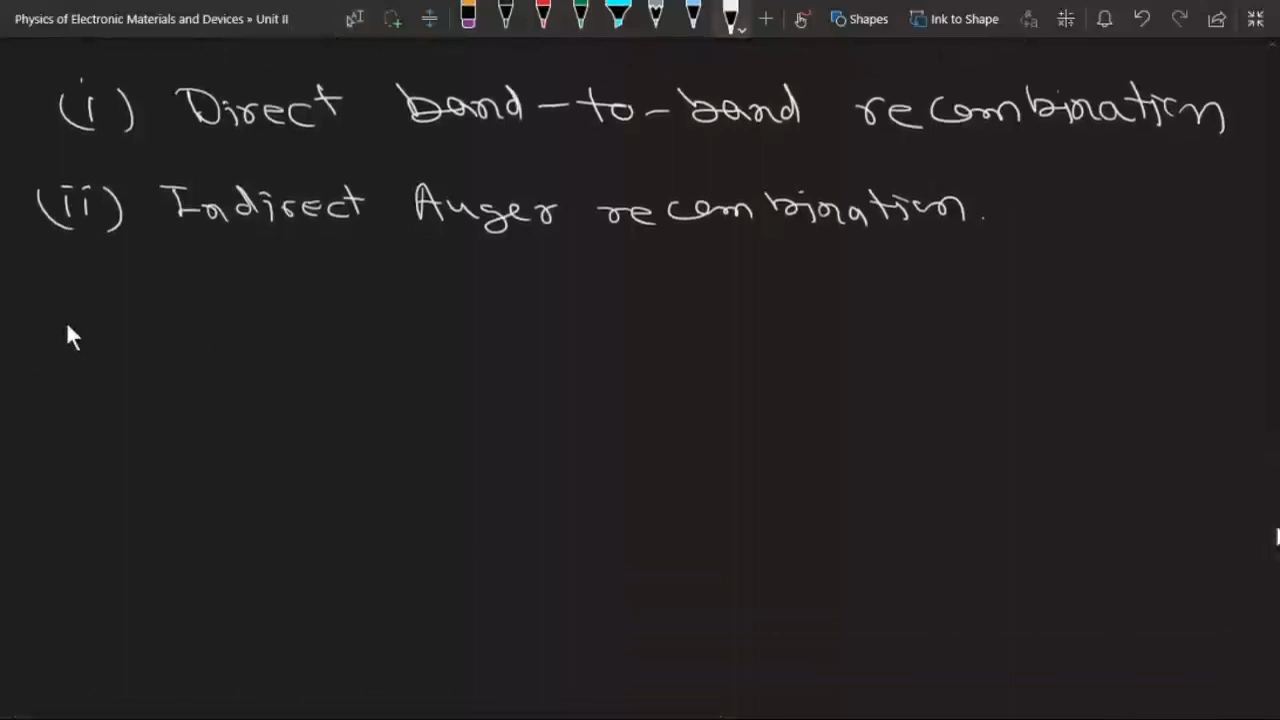 Physics of Electronic Materials and Devices » Unit II
Shapes
Ink to Shape
(i) Direct band-to-band recombination
(ii) Indirect Auger recombination.